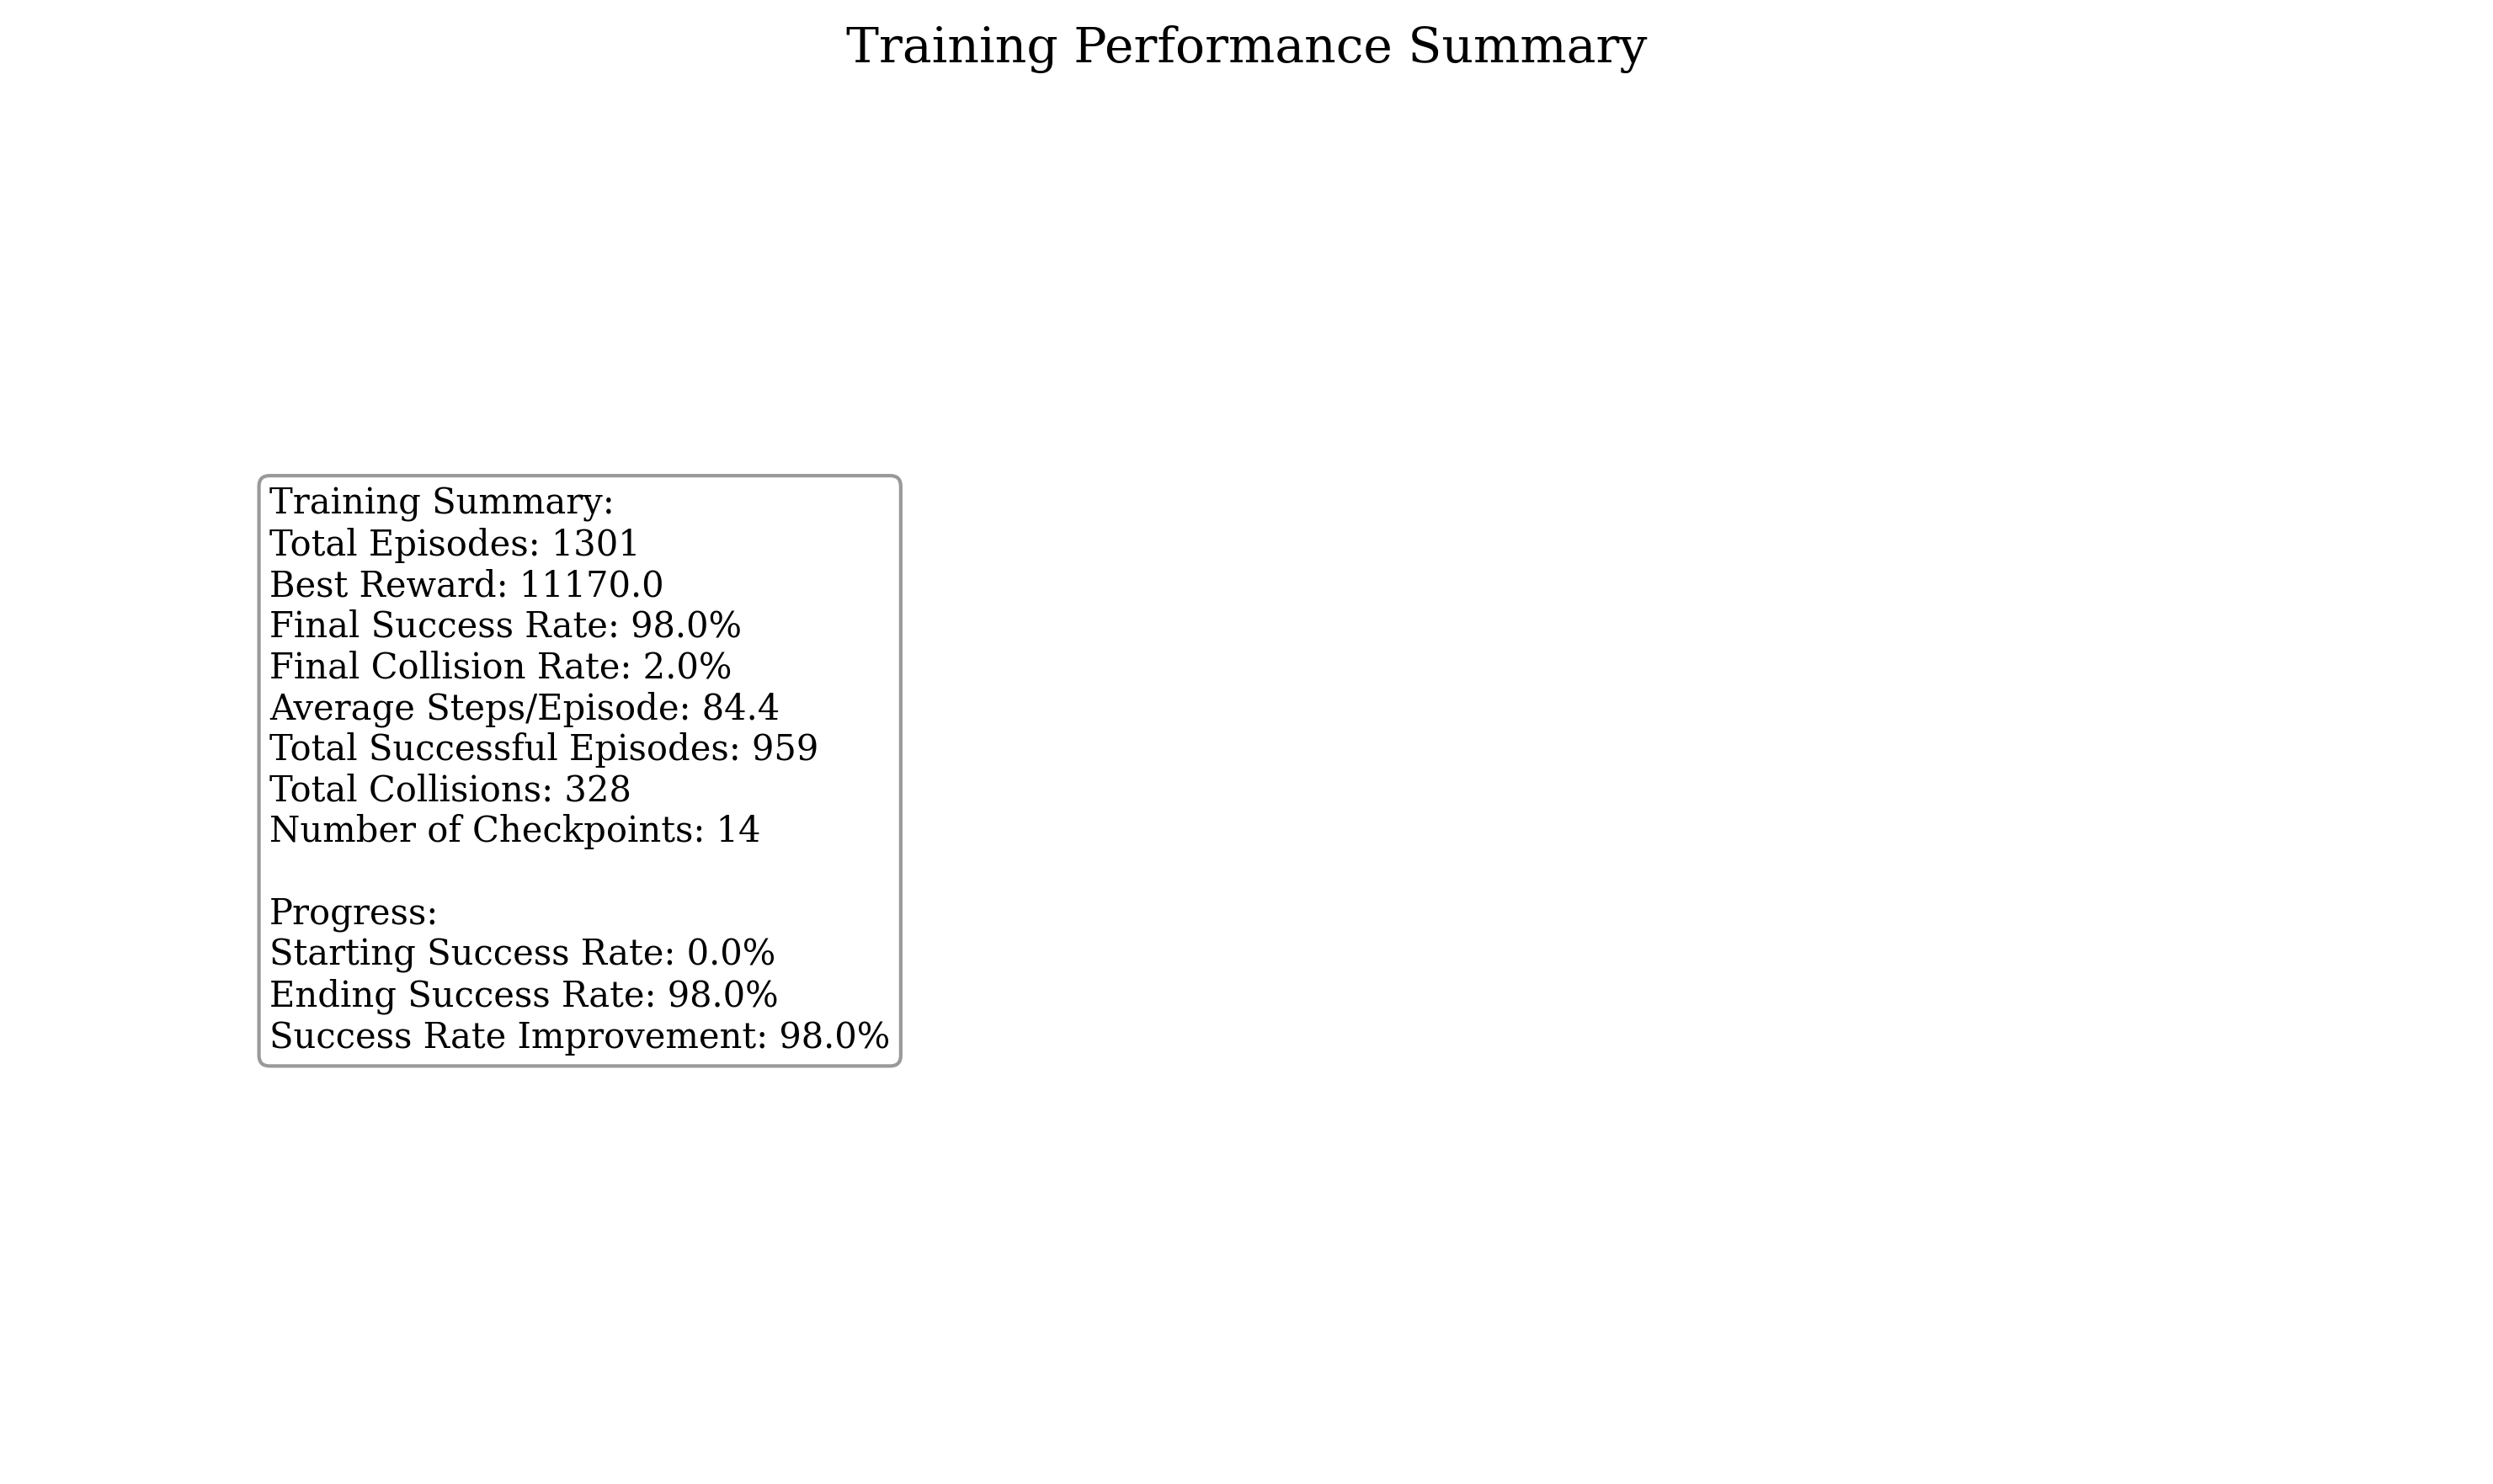 Training Performance Summary
Training Summary:
Total Episodes: 1301
Best Reward: 11170.0
Final Success Rate: 98.0%
Final Collision Rate: 2.0%
Average Steps/Episode: 84.4
Total Successful Episodes: 959
Total Collisions: 328
Number of Checkpoints: 14
Progress:
Starting Success Rate: 0.0%
Ending Success Rate: 98.0%
Success Rate Improvement: 98.0%